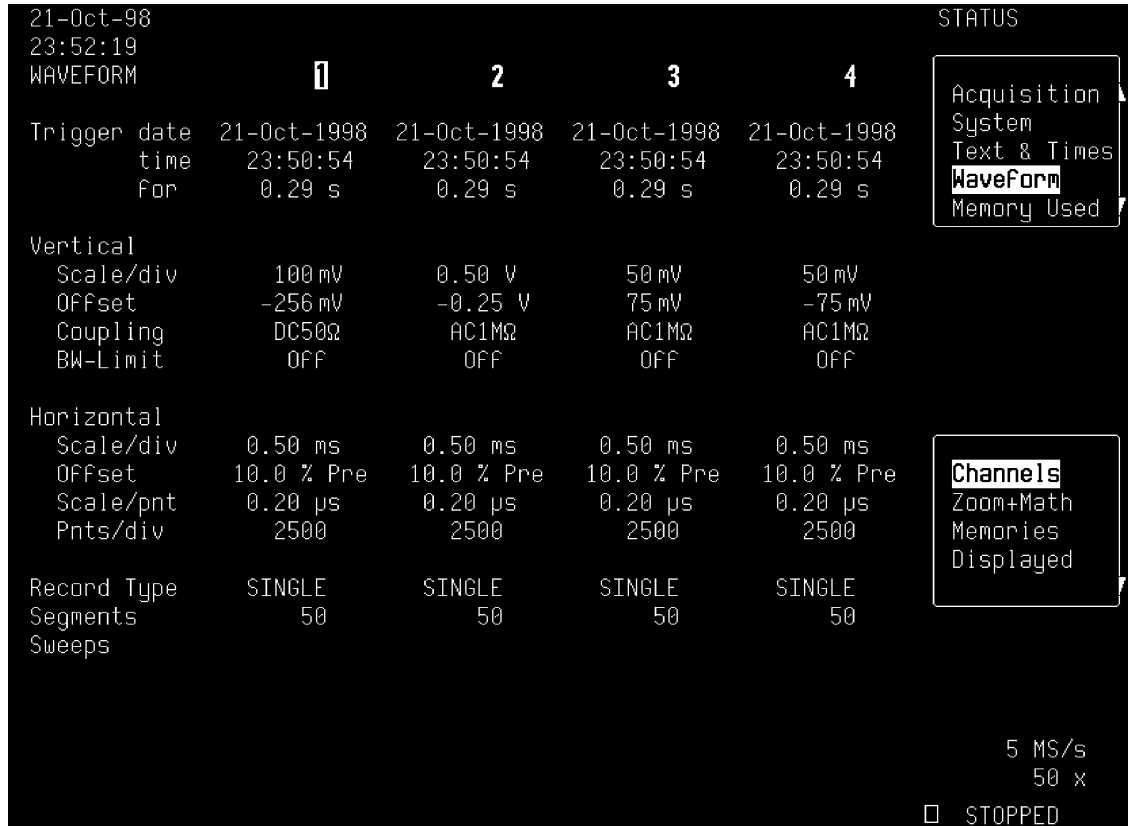 21-Oct-98
23:52:19
WAVEFORM 1 2 3 4
Trigger date 21-Oct-1998 21-Oct-1998 21-Oct-1998 21-Oct-1998
time 23:50:54 23:50:54 23:50:54 23:50:54
for 0.29 s 0.29 s 0.29 s 0.29 s
Vertical
Scale/div 100 mV 0.50 V 50 mV 50 mV
Offset -256 mV -0.25 V 75 mV -75 mV
Coupling DC50Ω AC1MΩ AC1MΩ AC1MΩ
BW-Limit Off Off Off Off
Horizontal
Scale/div 0.50 ms 0.50 ms 0.50 ms 0.50 ms
Offset 10.0 % Pre 10.0 % Pre 10.0 % Pre 10.0 % Pre
Scale/pnt 0.20 µs 0.20 µs 0.20 µs 0.20 µs
Pnts/div 2500 2500 2500 2500
Record Type SINGLE SINGLE SINGLE SINGLE
Segments 50 50 50 50
Sweeps
STATUS
Acquisition
System
Text & Times
Waveform
Memory Used
Channels
Zoom+Math
Memories
Displayed
5 MS/s
50 x
STOPPED